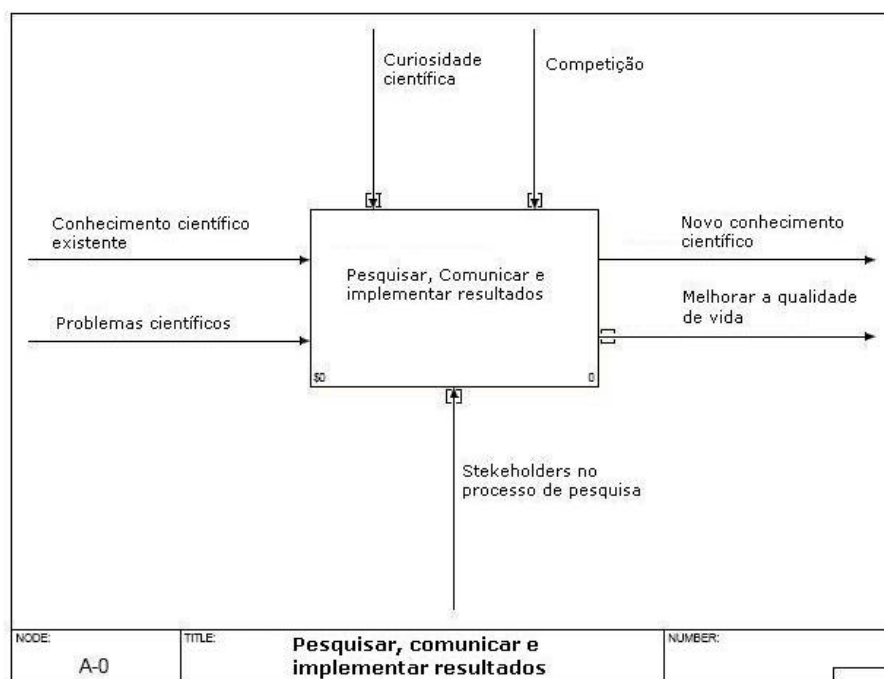 Curiosidade
científica
Competição
Conhecimento científico
existente
Novo conhecimento
científico
Pesquisar, Comunicar e
implementar resultados
Melhorar a qualidade
de vida
Problemas científicos
$0
0
Stekeholders no
processo de pesquisa
NODE:
A-0
TITLE:
Pesquisar, comunicar e
implementar resultados
NUMBER: